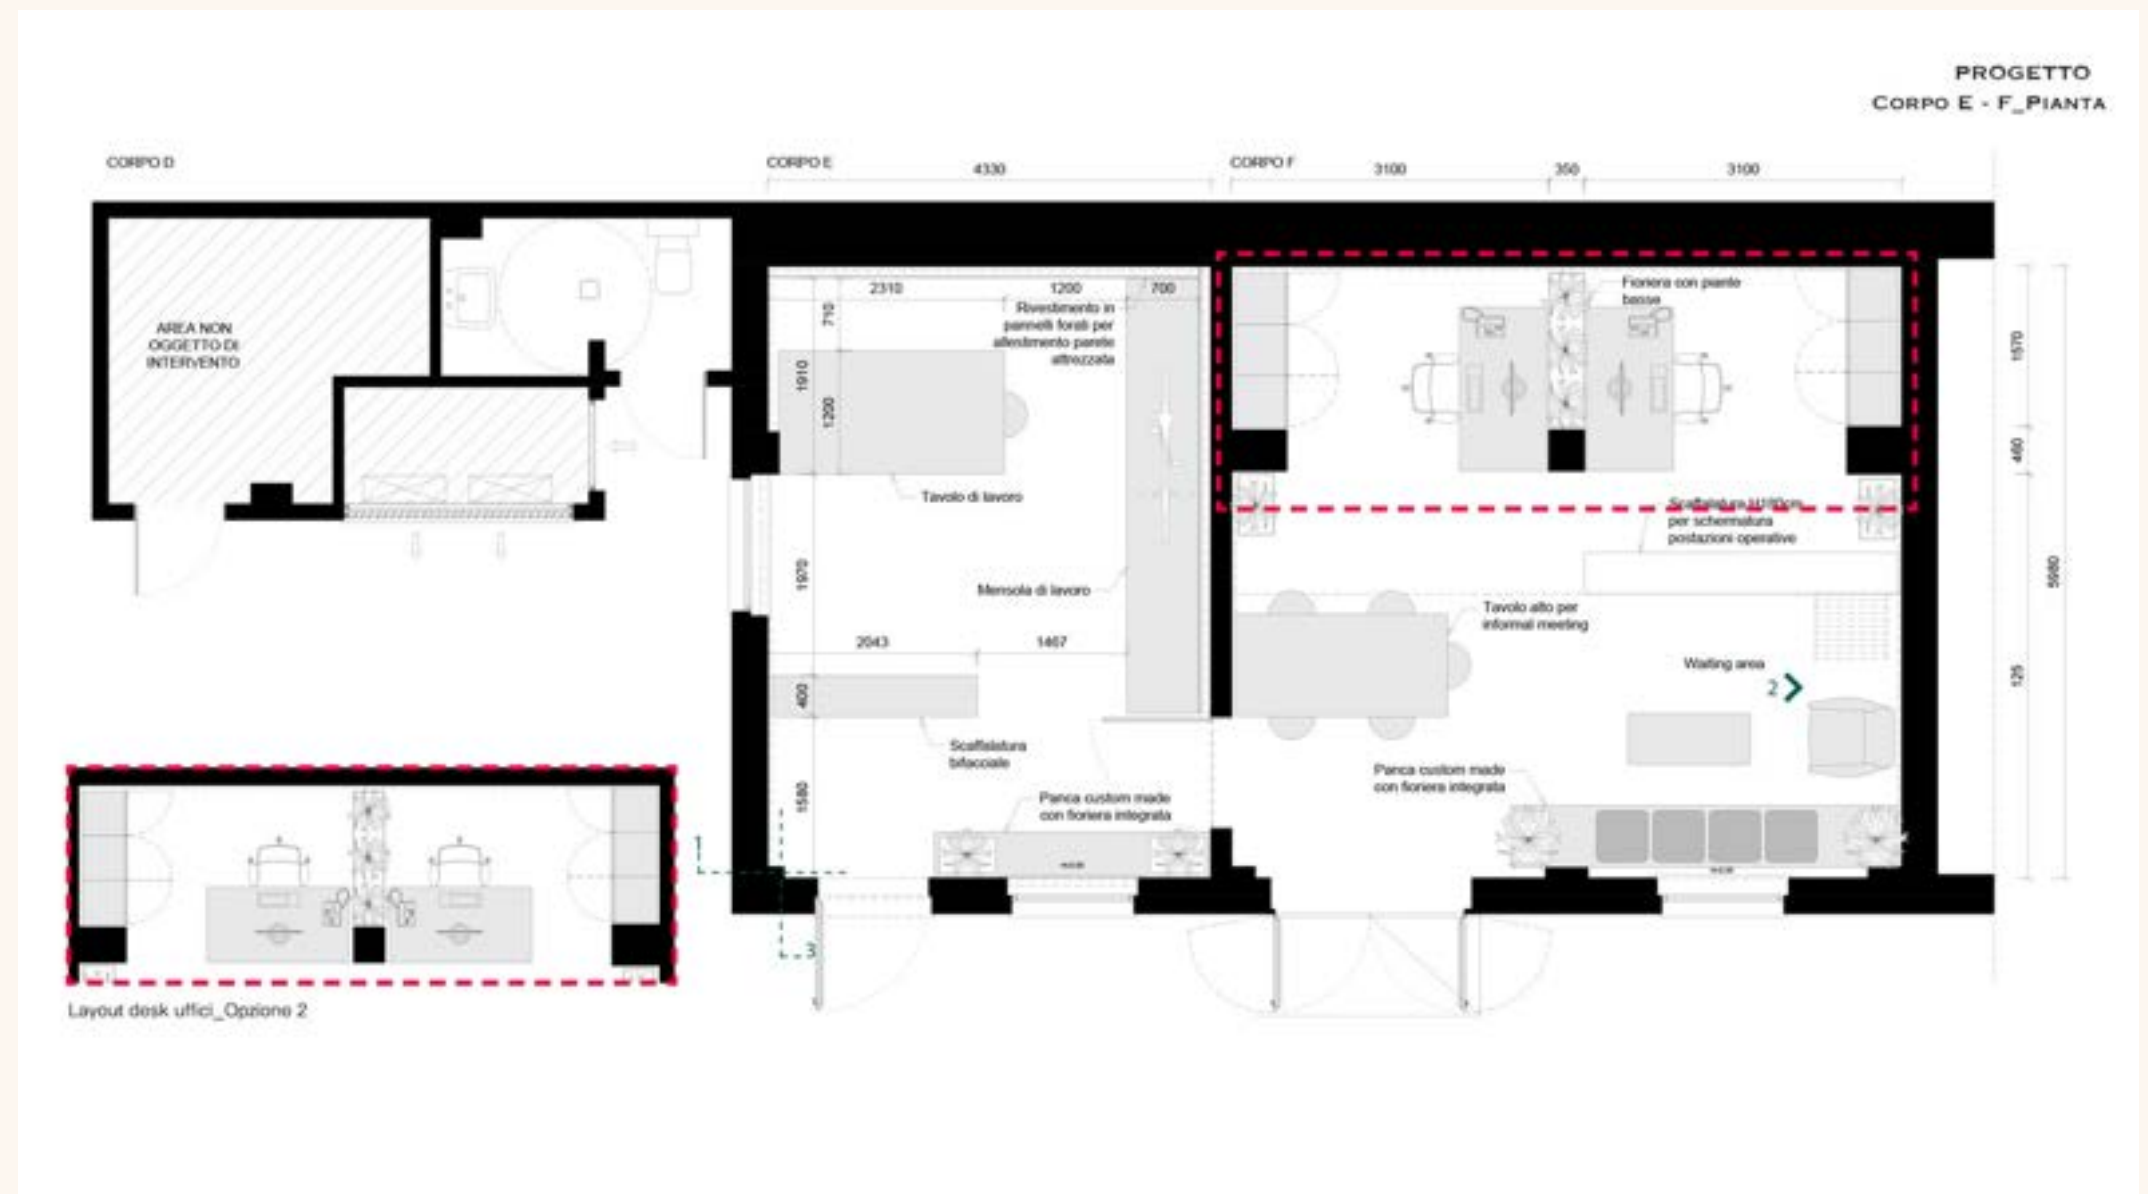 PROGETTO
CORPO E - F_PIANTA
CORPO D
CORPO E
4330
CORPO F
3100
350
3100
AREA NON
OGGETTO DI
INTERVENTO
2310
1200
700
710
1910
1200
Rivestimento in
pannelli forati per
allestimento parete
attrezzata
Tavolo di lavoro
1970
Mensola di lavoro
2043
1467
400
Scaffalatura
bifacciale
1580
Panca custom made
con fioriera integrata
Fioriera con piante
basse
1570
460
Scaffalatura H180cm
per schermatura
postazioni operative
5980
Tavolo alto per
informal meeting
Waiting area
2
125
Panca custom made
con fioriera integrata
1
3
Layout desk uffici_Opzione 2